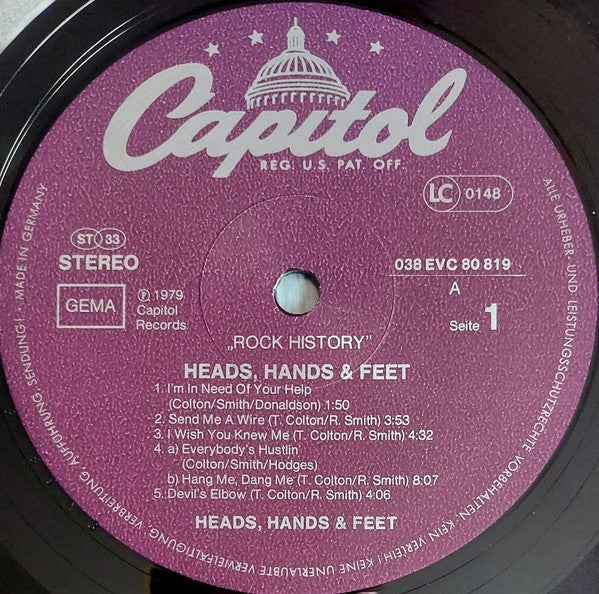 Capitol
REG. U.S. PAT. OFF.
LC 0148
ST 33
STEREO
GEMA
Ⓟ 1979
Capitol
Records
038 EVC 80 819
A
Seite 1
„ROCK HISTORY"
HEADS, HANDS & FEET
1. I'm In Need Of Your Help
(Colton/Smith/Donaldson) 1:50
2. Send Me A Wire (T. Colton/R. Smith) 3:53
3. I Wish You Knew Me (T. Colton/R. Smith) 4:32
4. a) Everybody's Hustlin'
(Colton/Smith/Hodges)
b) Hang Me, Dang Me (T. Colton/R. Smith) 8:07
5. Devil's Elbow (T. Colton/R. Smith) 4:06
HEADS, HANDS & FEET
ALLE URHEBER- UND LEISTUNGSSCHUTZRECHTE VORBEHALTEN. KEIN VERLEIH! KEINE UNERLAUBTE VERVIELFÄLTIGUNG, VERBREITUNG, AUFFÜHRUNG, SENDUNG! · MADE IN GERMANY